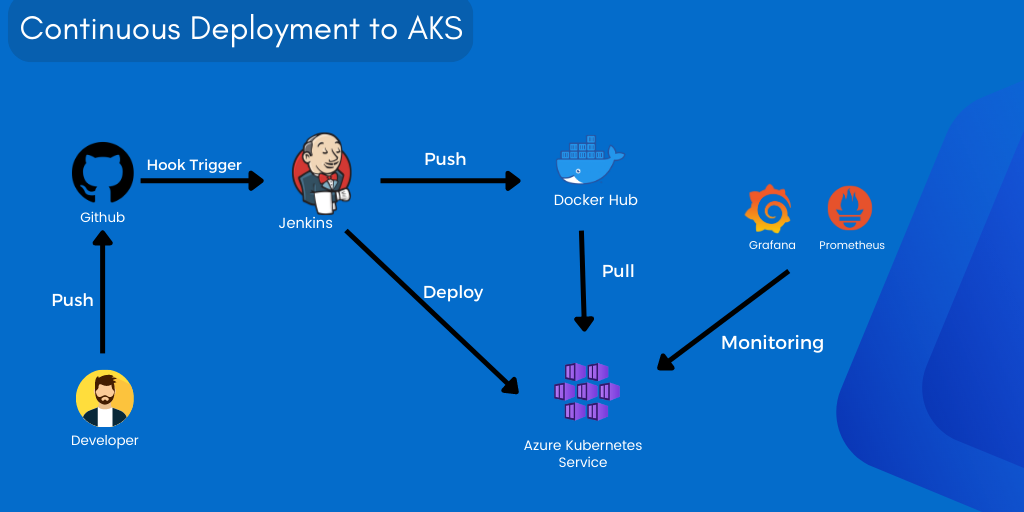 Continuous Deployment to AKS
Hook Trigger
Push
Github
Jenkins
Docker Hub
Grafana
Prometheus
Push
Deploy
Pull
Monitoring
Developer
Azure Kubernetes
Service